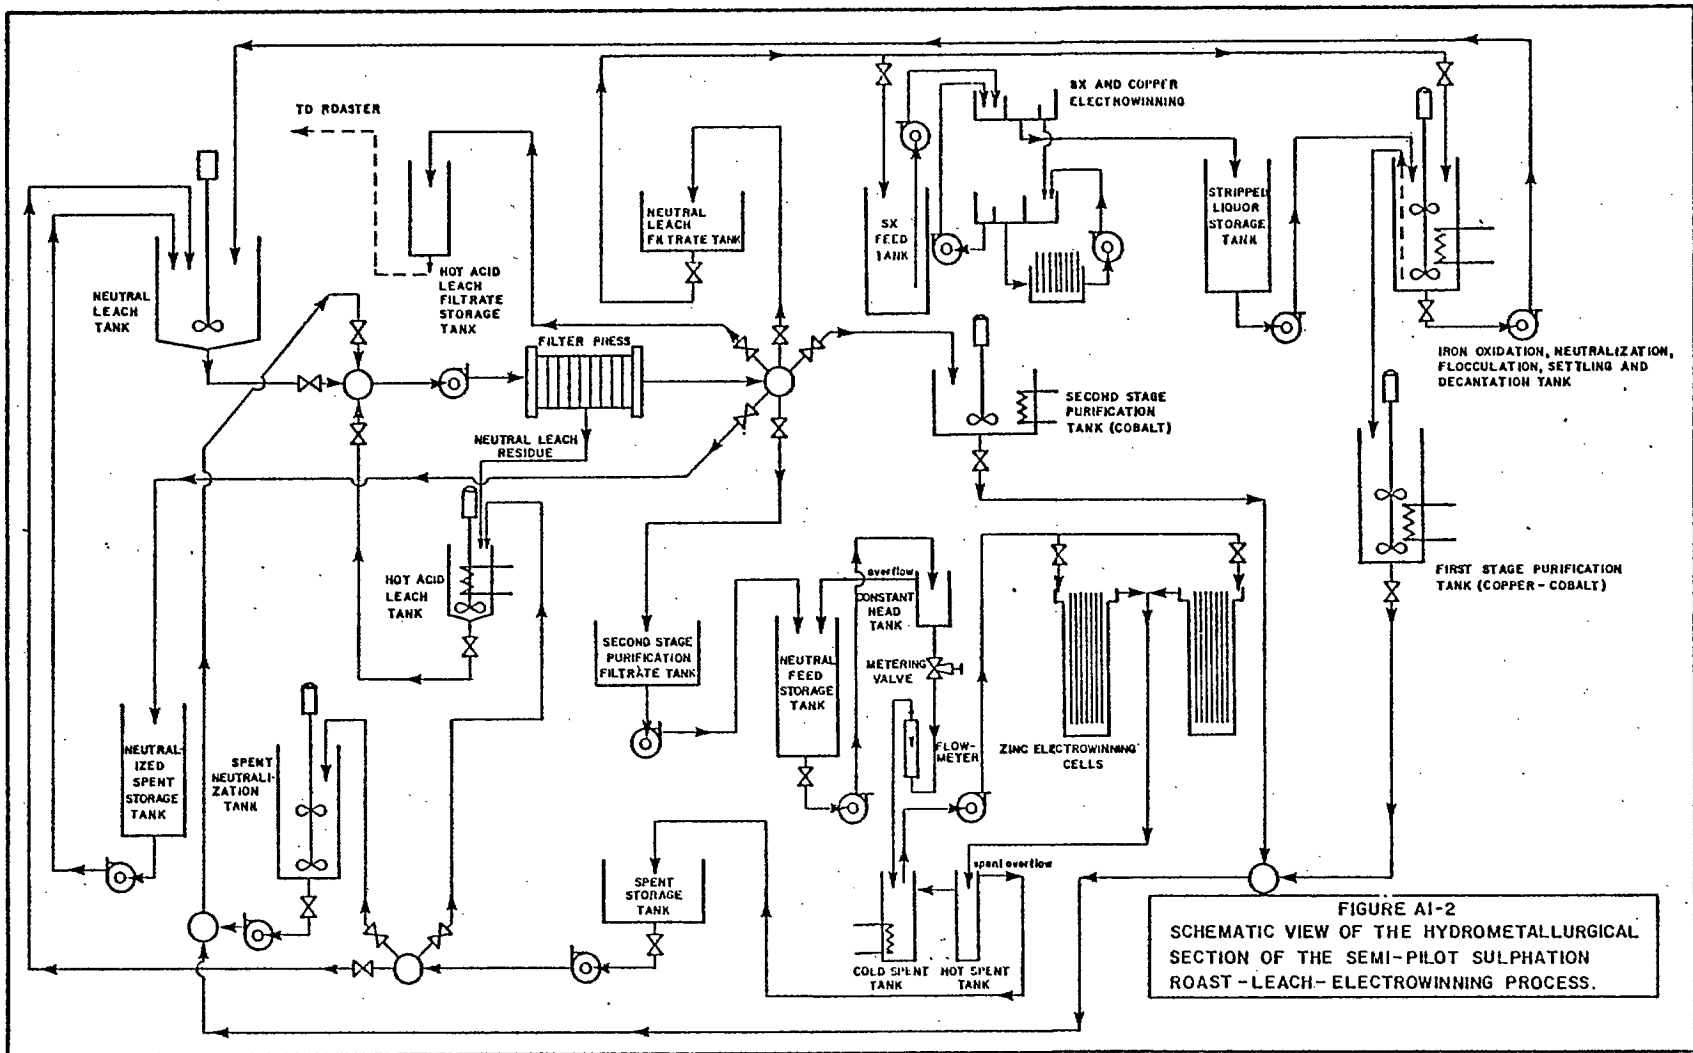 TO ROASTER
SX AND COPPER
ELECTROWINNING
NEUTRAL
LEACH
FILTRATE TANK
STRIPPED
LIQUOR
STORAGE
TANK
SX
FEED
TANK
HOT ACID
LEACH
FILTRATE
STORAGE
TANK
NEUTRAL
LEACH
TANK
FILTER PRESS
IRON OXIDATION, NEUTRALIZATION,
FLOCCULATION, SETTLING AND
DECANTATION TANK
SECOND STAGE
PURIFICATION
TANK (COBALT)
NEUTRAL LEACH
RESIDUE
HOT ACID
LEACH
TANK
FIRST STAGE PURIFICATION
TANK (COPPER-COBALT)
overflow
CONSTANT
HEAD
TANK
SECOND STAGE
PURIFICATION
FILTRATE TANK
NEUTRAL
FEED
STORAGE
TANK
METERING
VALVE
FLOW-
METER
ZINC ELECTROWINNING
CELLS
NEUTRAL-
IZED
SPENT
STORAGE
TANK
SPENT
NEUTRALI-
ZATION
TANK
SPENT
STORAGE
TANK
spent overflow
COLD SPENT
TANK
HOT SPENT
TANK
FIGURE A1-2
SCHEMATIC VIEW OF THE HYDROMETALLURGICAL
SECTION OF THE SEMI-PILOT SULPHATION
ROAST-LEACH-ELECTROWINNING PROCESS.